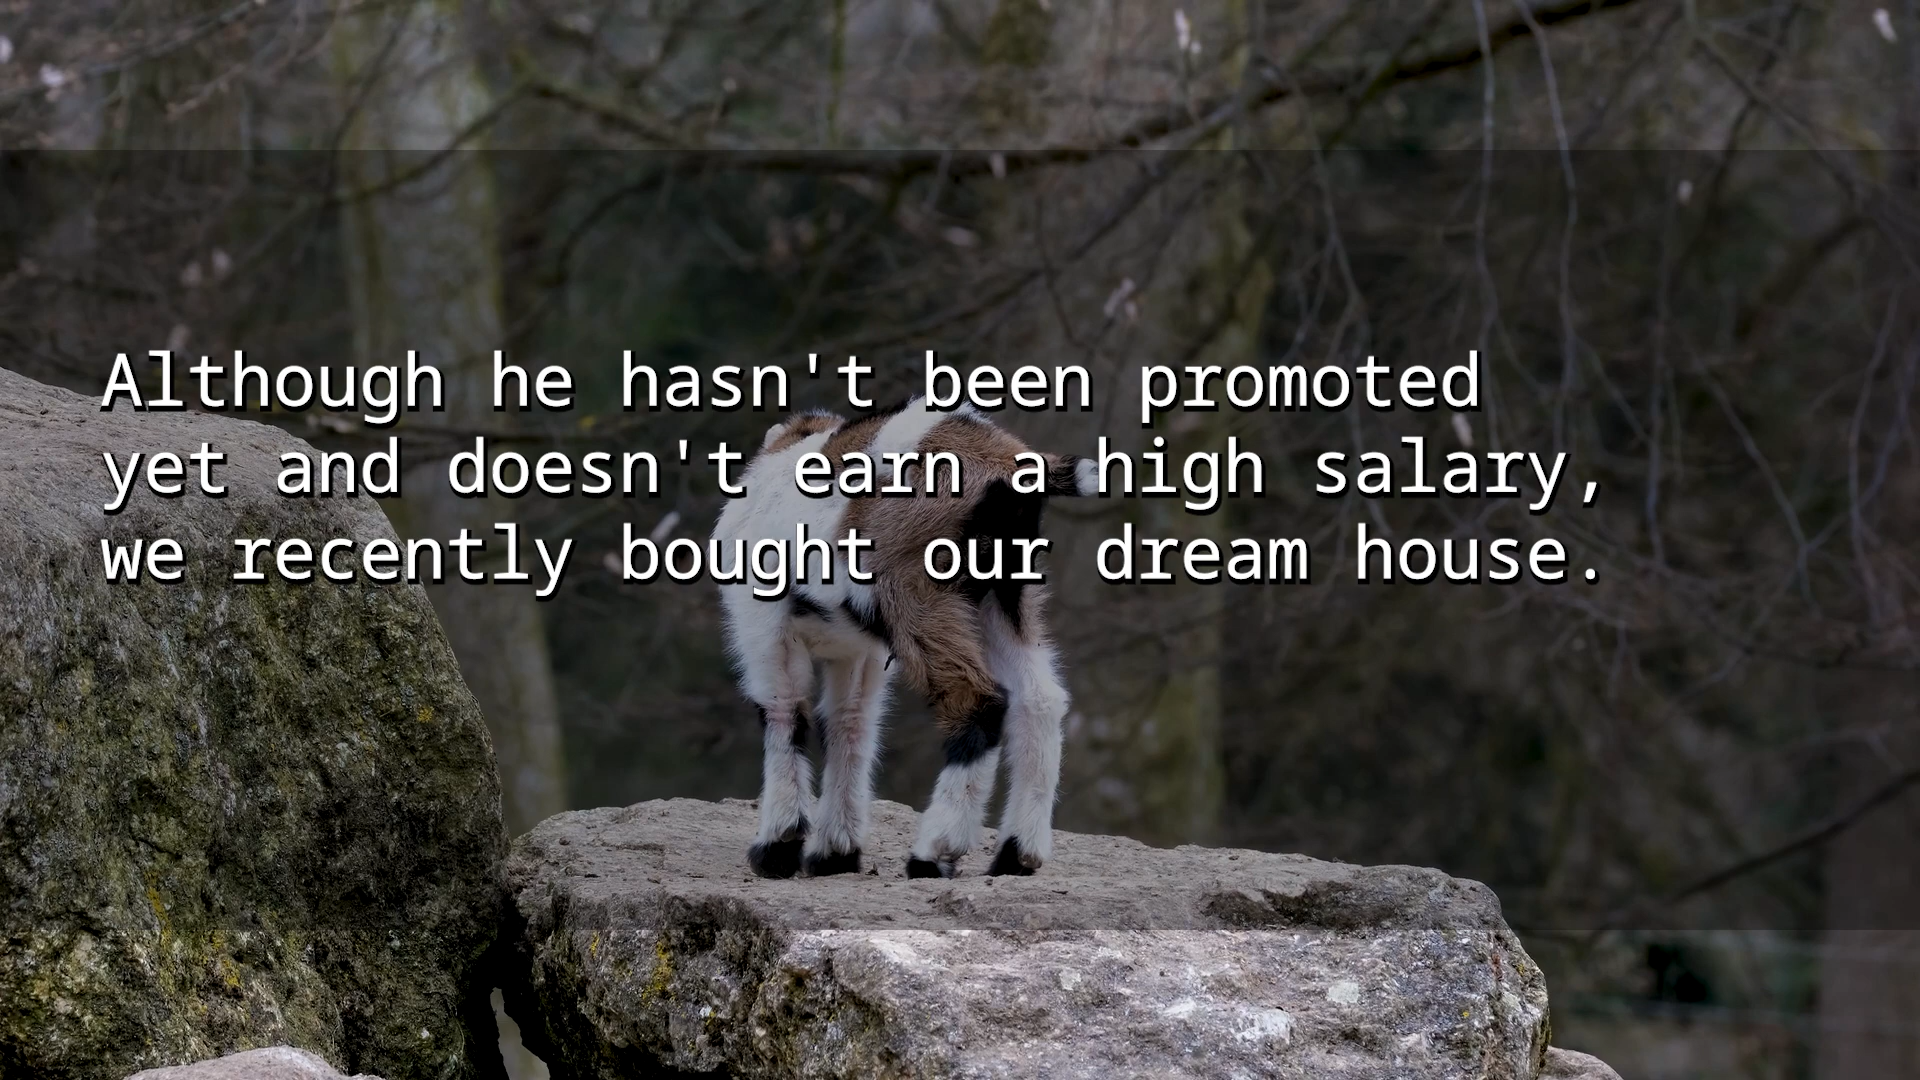 Although he hasn't been promoted
yet and doesn't earn a high salary,
we recently bought our dream house.